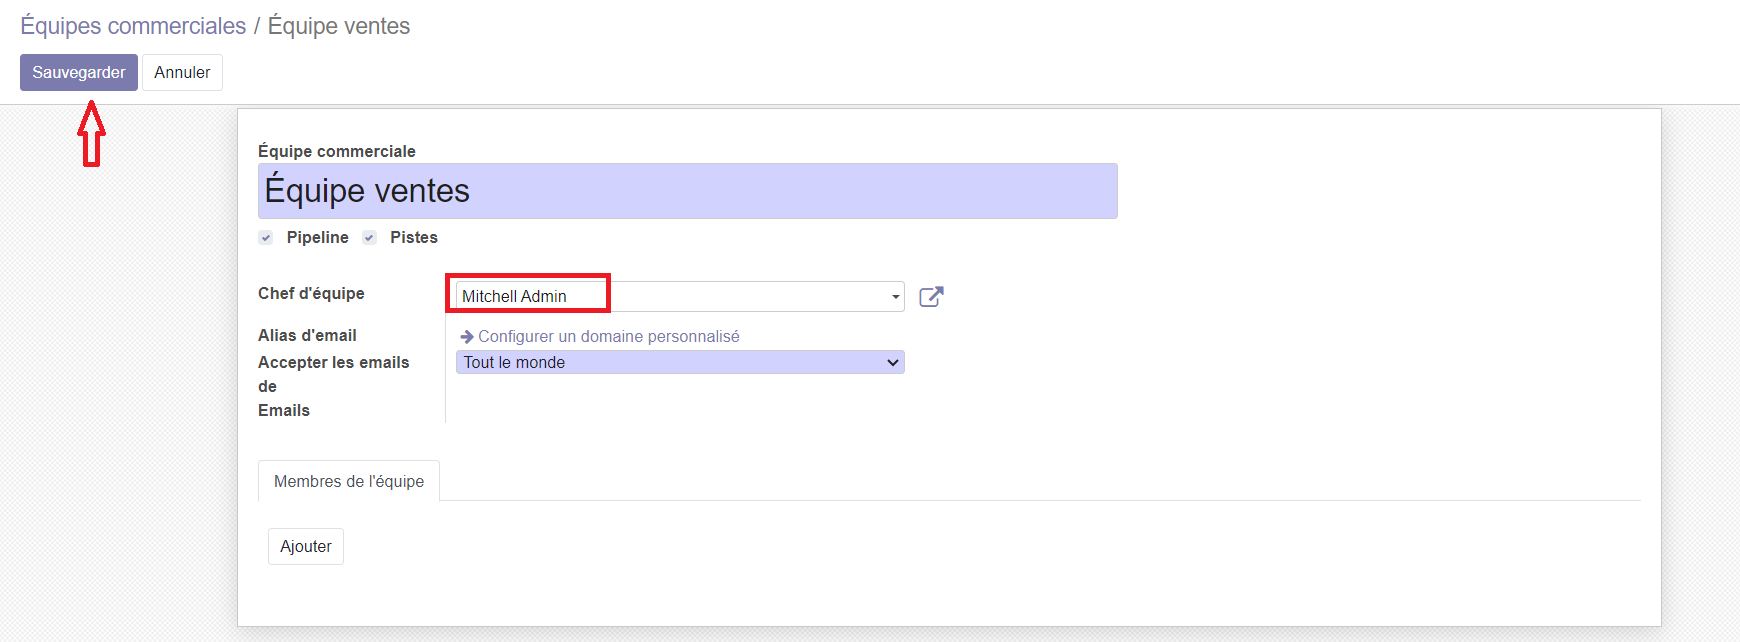 Équipes commerciales / Équipe ventes
Sauvegarder Annuler
Équipe commerciale
Équipe ventes
Pipeline Pistes
Chef d'équipe Mitchell Admin
Alias d'email Configurer un domaine personnalisé
Accepter les emails Tout le monde
de
Emails
Membres de l'équipe
Ajouter